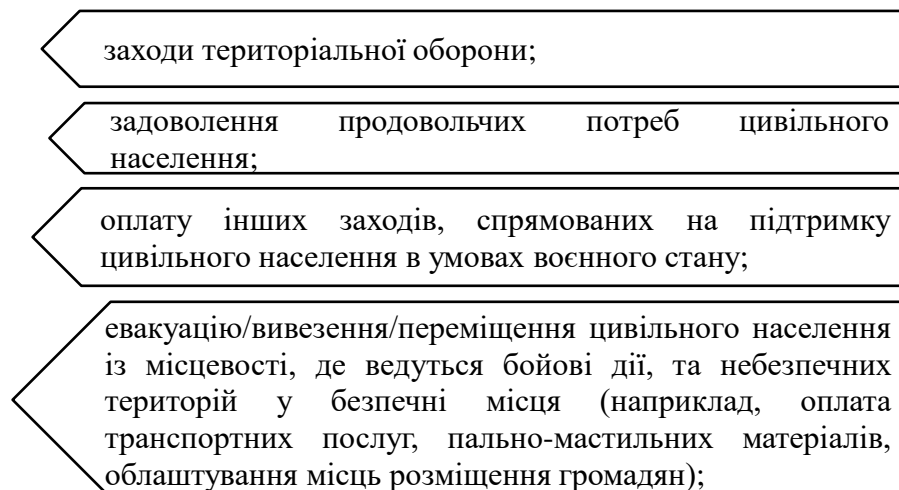 заходи територіальної оборони;
задоволення продовольчих потреб цивільного
населення;
оплату інших заходів, спрямованих на підтримку
цивільного населення в умовах воєнного стану;
евакуацію/вивезення/переміщення цивільного населення
із місцевості, де ведуться бойові дії, та небезпечних
територій у безпечні місця (наприклад, оплата
транспортних послуг, пально-мастильних матеріалів,
облаштування місць розміщення громадян);